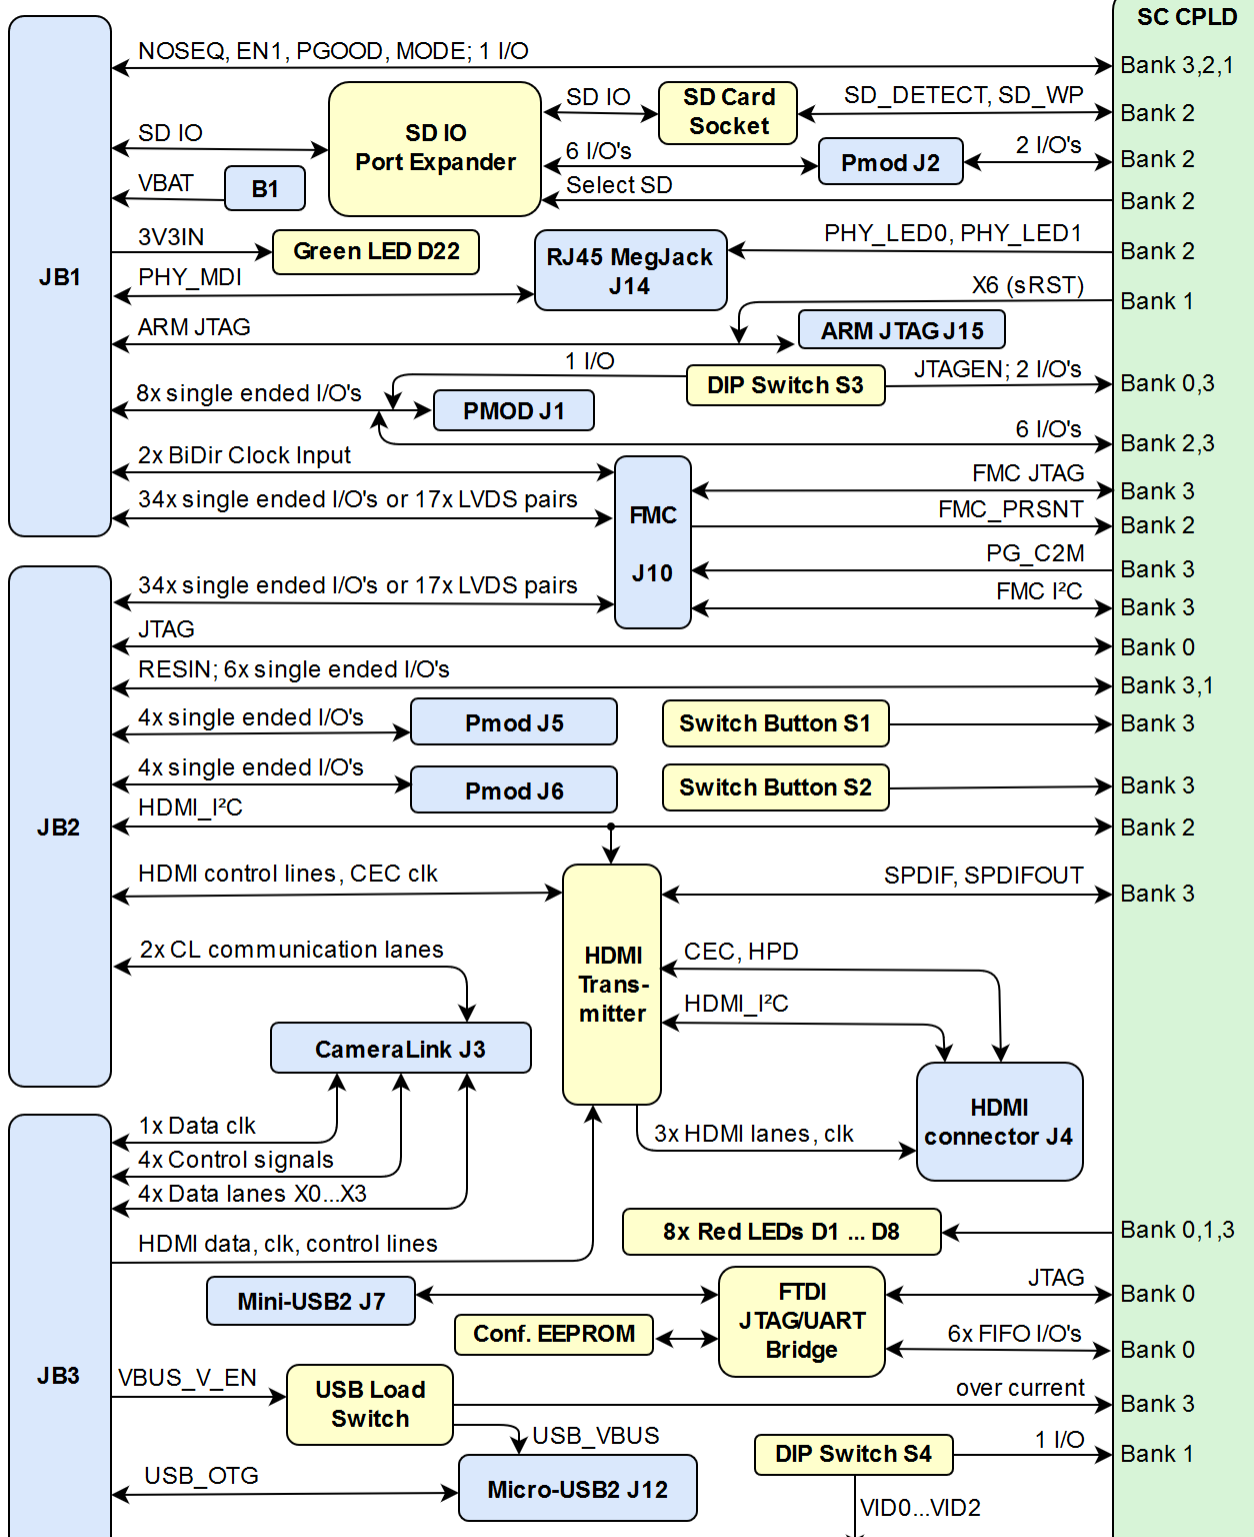 SC CPLD
NOSEQ, EN1, PGOOD, MODE; 1 I/O
Bank 3,2,1
SD IO
SD Card
Socket
SD_DETECT, SD_WP
Bank 2
SD IO
SD IO
Port Expander
6 I/O's
Pmod J2
2 I/O's
Bank 2
VBAT
B1
Select SD
Bank 2
3V3IN
Green LED D22
RJ45 MegJack
J14
PHY_LED0, PHY_LED1
Bank 2
JB1
PHY_MDI
X6 (sRST)
Bank 1
ARM JTAG
ARM JTAG J15
1 I/O
DIP Switch S3
JTAGEN; 2 I/O's
Bank 0,3
8x single ended I/O's
PMOD J1
6 I/O's
Bank 2,3
2x BiDir Clock Input
FMC JTAG
Bank 3
34x single ended I/O's or 17x LVDS pairs
FMC
J10
FMC_PRSNT
Bank 2
PG_C2M
Bank 3
34x single ended I/O's or 17x LVDS pairs
FMC I²C
Bank 3
JTAG
Bank 0
RESIN; 6x single ended I/O's
Bank 3,1
4x single ended I/O's
Pmod J5
Switch Button S1
Bank 3
4x single ended I/O's
Pmod J6
Switch Button S2
Bank 3
JB2
HDMI_I²C
Bank 2
HDMI control lines, CEC clk
SPDIF, SPDIFOUT
Bank 3
HDMI
Trans-
mitter
2x CL communication lanes
CEC, HPD
HDMI_I²C
CameraLink J3
HDMI
connector J4
1x Data clk
3x HDMI lanes, clk
4x Control signals
4x Data lanes X0...X3
HDMI data, clk, control lines
8x Red LEDs D1 ... D8
Bank 0,1,3
Mini-USB2 J7
FTDI
JTAG/UART
Bridge
JTAG
Bank 0
Conf. EEPROM
6x FIFO I/O's
Bank 0
JB3
VBUS_V_EN
USB Load
Switch
over current
Bank 3
USB_VBUS
DIP Switch S4
1 I/O
Bank 1
USB_OTG
Micro-USB2 J12
VID0...VID2